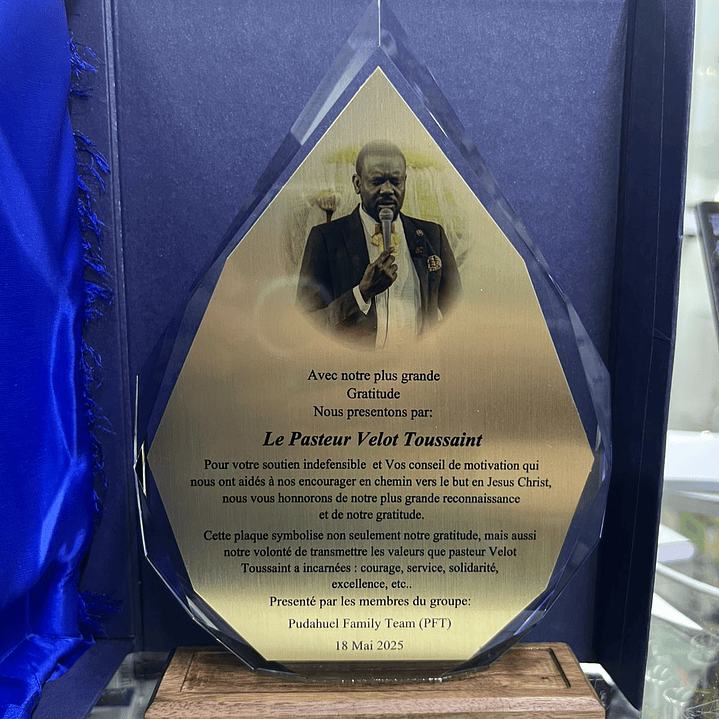 Avec notre plus grande
Gratitude
Nous presentons par:
Le Pasteur Velot Toussaint
Pour votre soutien indefensible et Vos conseil de motivation qui
nous ont aidés à nos encourager en chemin vers le but en Jesus Christ,
nous vous honnorons de notre plus grande reconnaissance
et de notre gratitude.
Cette plaque symbolise non seulement notre gratitude, mais aussi
notre volonté de transmettre les valeurs que pasteur Velot
Toussaint a incarnées : courage, service, solidarité,
excellence, etc..
Presenté par les membres du groupe:
Pudahuel Family Team (PFT)
18 Mai 2025